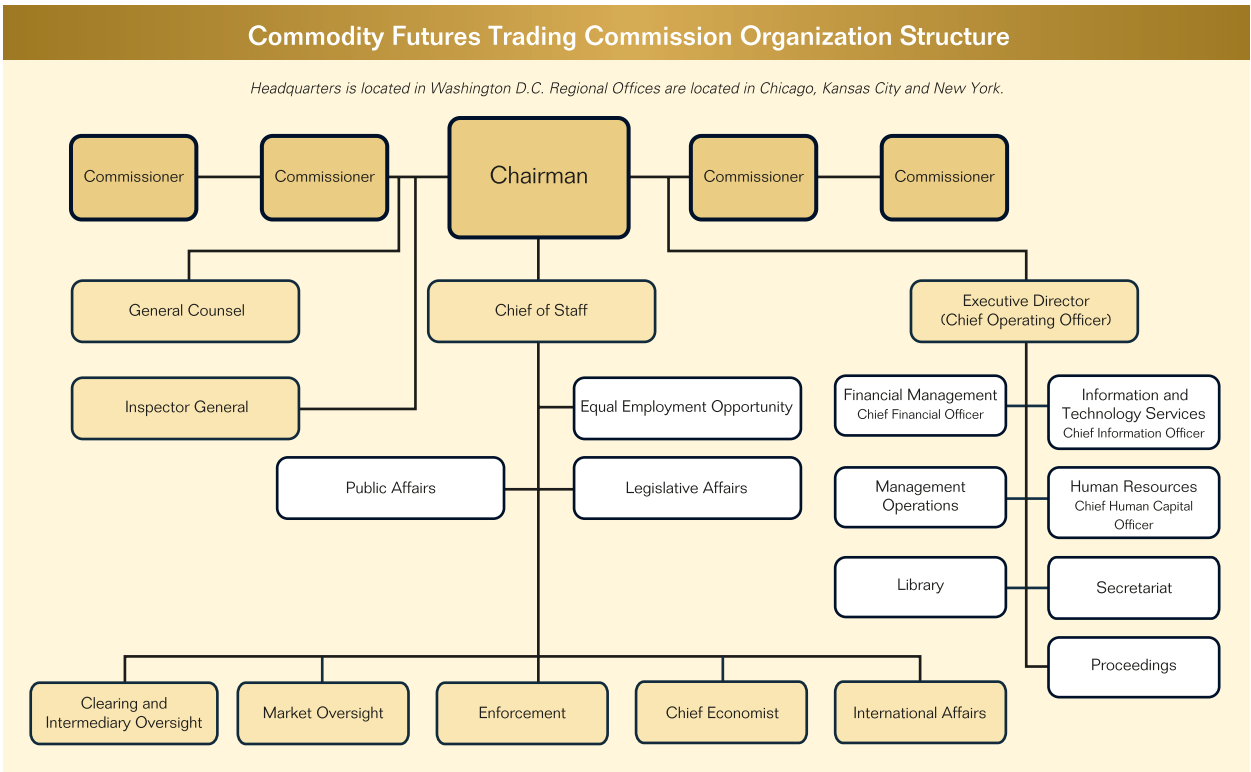 Commodity Futures Trading Commission Organization Structure
Headquarters is located in Washington D.C. Regional Offices are located in Chicago, Kansas City and New York.
Commissioner
Commissioner
Chairman
Commissioner
Commissioner
General Counsel
Chief of Staff
Executive Director
(Chief Operating Officer)
Inspector General
Equal Employment Opportunity
Financial Management
Chief Financial Officer
Information and
Technology Services
Chief Information Officer
Public Affairs
Legislative Affairs
Management
Operations
Human Resources
Chief Human Capital
Officer
Library
Secretariat
Proceedings
Clearing and
Intermediary Oversight
Market Oversight
Enforcement
Chief Economist
International Affairs